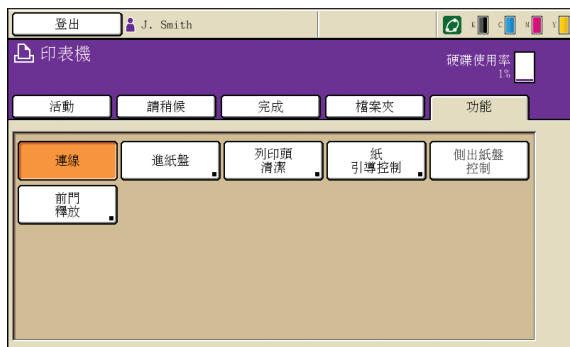 登出
J. Smith
K C M Y
印表機
硬碟使用率
1%
活動
請稍候
完成
檔案夾
功能
連線
進紙盤
列印頭
清潔
紙
引導控制
側出紙盤
控制
前門
釋放